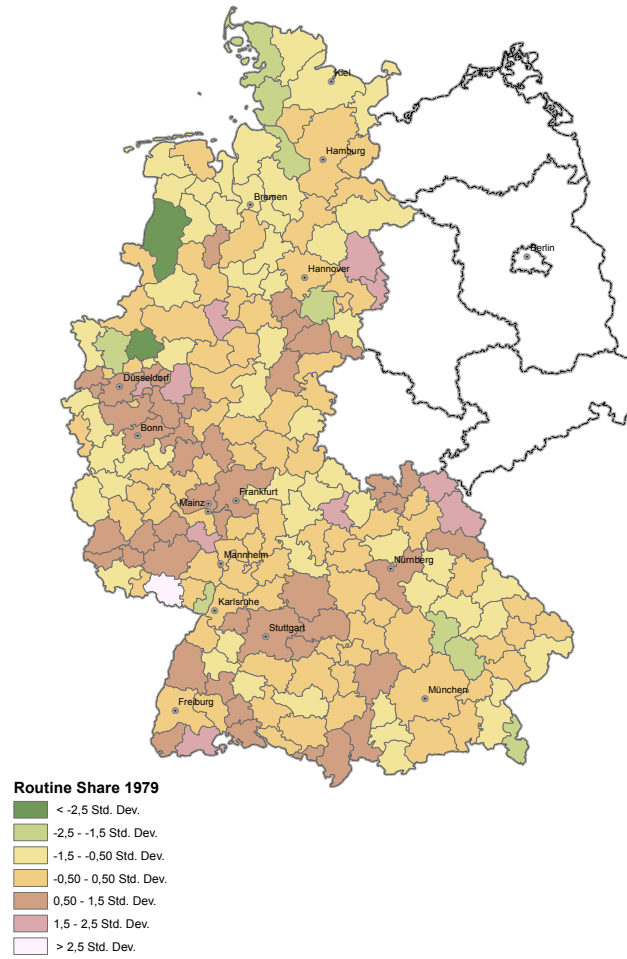 Kiel
Hamburg
Bremen
Berlin
Hannover
Düsseldorf
Bonn
Frankfurt
Mainz
Mannheim
Nürnberg
Karlsruhe
Stuttgart
München
Freiburg
Routine Share 1979
< -2,5 Std. Dev.
-2,5 - -1,5 Std. Dev.
-1,5 - -0,50 Std. Dev.
-0,50 - 0,50 Std. Dev.
0,50 - 1,5 Std. Dev.
1,5 - 2,5 Std. Dev.
> 2,5 Std. Dev.